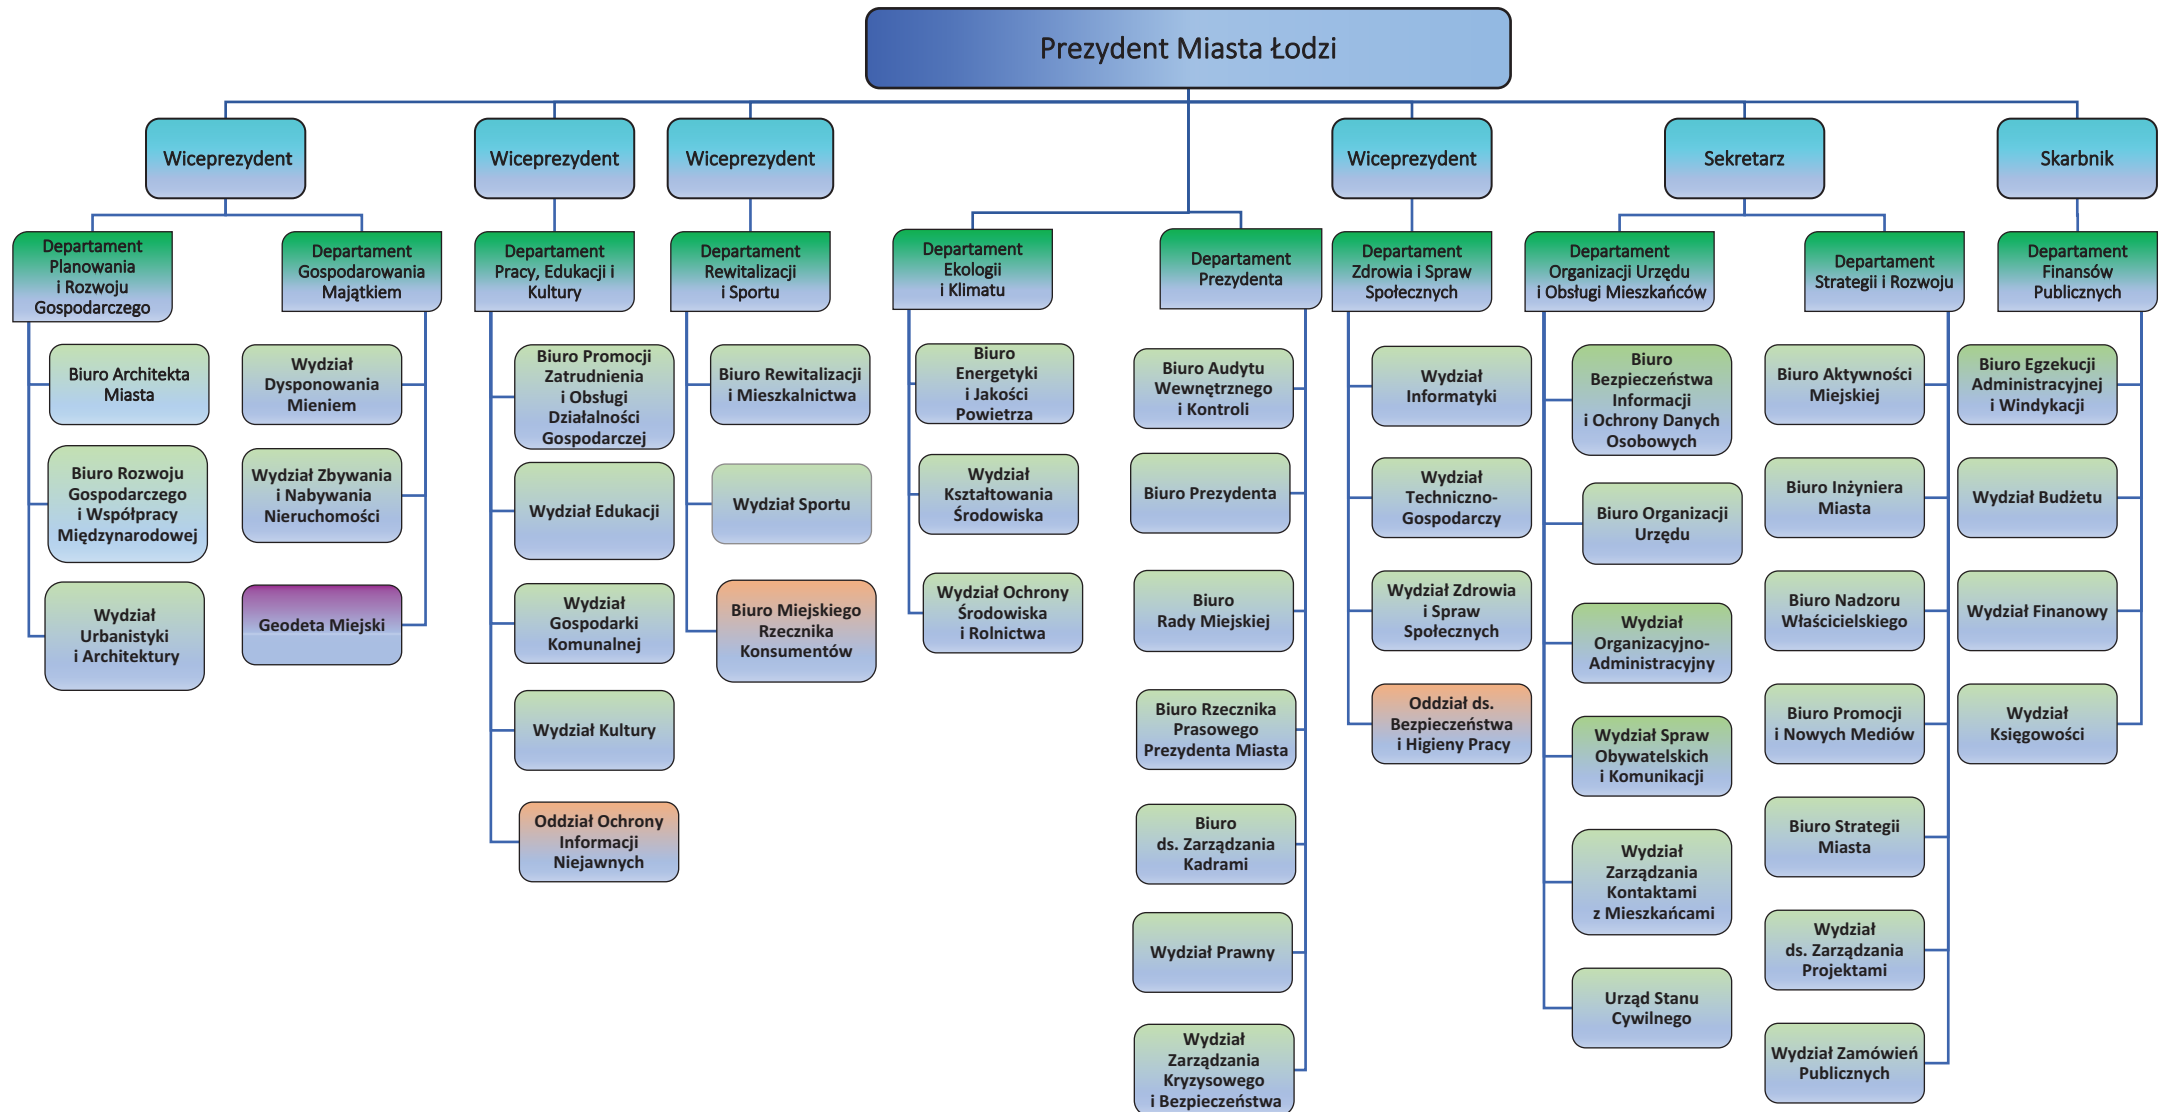 Prezydent Miasta Łodzi
Wiceprezydent
Wiceprezydent
Wiceprezydent
Wiceprezydent
Sekretarz
Skarbnik
Departament
Planowania
i Rozwoju
Gospodarczego
Departament
Gospodarowania
Majątkiem
Departament
Pracy, Edukacji i
Kultury
Departament
Rewitalizacji
i Sportu
Departament
Ekologii
i Klimatu
Departament
Prezydenta
Departament
Zdrowia i Spraw
Społecznych
Departament
Organizacji Urzędu
i Obsługi Mieszkańców
Departament
Strategii i Rozwoju
Departament
Finansów
Publicznych
Biuro Architekta
Miasta
Biuro Rozwoju
Gospodarczego
i Współpracy
Międzynarodowej
Wydział
Urbanistyki
i Architektury
Wydział
Dysponowania
Mieniem
Wydział Zbywania
i Nabywania
Nieruchomości
Geodeta Miejski
Biuro Promocji
Zatrudnienia
i Obsługi
Działalności
Gospodarczej
Wydział Edukacji
Wydział
Gospodarki
Komunalnej
Wydział Kultury
Oddział Ochrony
Informacji
Niejawnych
Biuro Rewitalizacji
i Mieszkalnictwa
Wydział Sportu
Biuro Miejskiego
Rzecznika
Konsumentów
Biuro
Energetyki
i Jakości
Powietrza
Wydział
Kształtowania
Środowiska
Wydział Ochrony
Środowiska
i Rolnictwa
Biuro Audytu
Wewnętrznego
i Kontroli
Biuro Prezydenta
Biuro
Rady Miejskiej
Biuro Rzecznika
Prasowego
Prezydenta Miasta
Biuro
ds. Zarządzania
Kadrami
Wydział Prawny
Wydział
Zarządzania
Kryzysowego
i Bezpieczeństwa
Wydział
Informatyki
Wydział
Techniczno-
Gospodarczy
Wydział Zdrowia
i Spraw
Społecznych
Oddział ds.
Bezpieczeństwa
i Higieny Pracy
Biuro
Bezpieczeństwa
Informacji
i Ochrony Danych
Osobowych
Biuro Organizacji
Urzędu
Wydział
Organizacyjno-
Administracyjny
Wydział Spraw
Obywatelskich
i Komunikacji
Wydział
Zarządzania
Kontaktami
z Mieszkańcami
Urząd Stanu
Cywilnego
Biuro Aktywności
Miejskiej
Biuro Inżyniera
Miasta
Biuro Nadzoru
Właścicielskiego
Biuro Promocji
i Nowych Mediów
Biuro Strategii
Miasta
Wydział
ds. Zarządzania
Projektami
Wydział Zamówień
Publicznych
Biuro Egzekucji
Administracyjnej
i Windykacji
Wydział Budżetu
Wydział Finanowy
Wydział
Księgowości